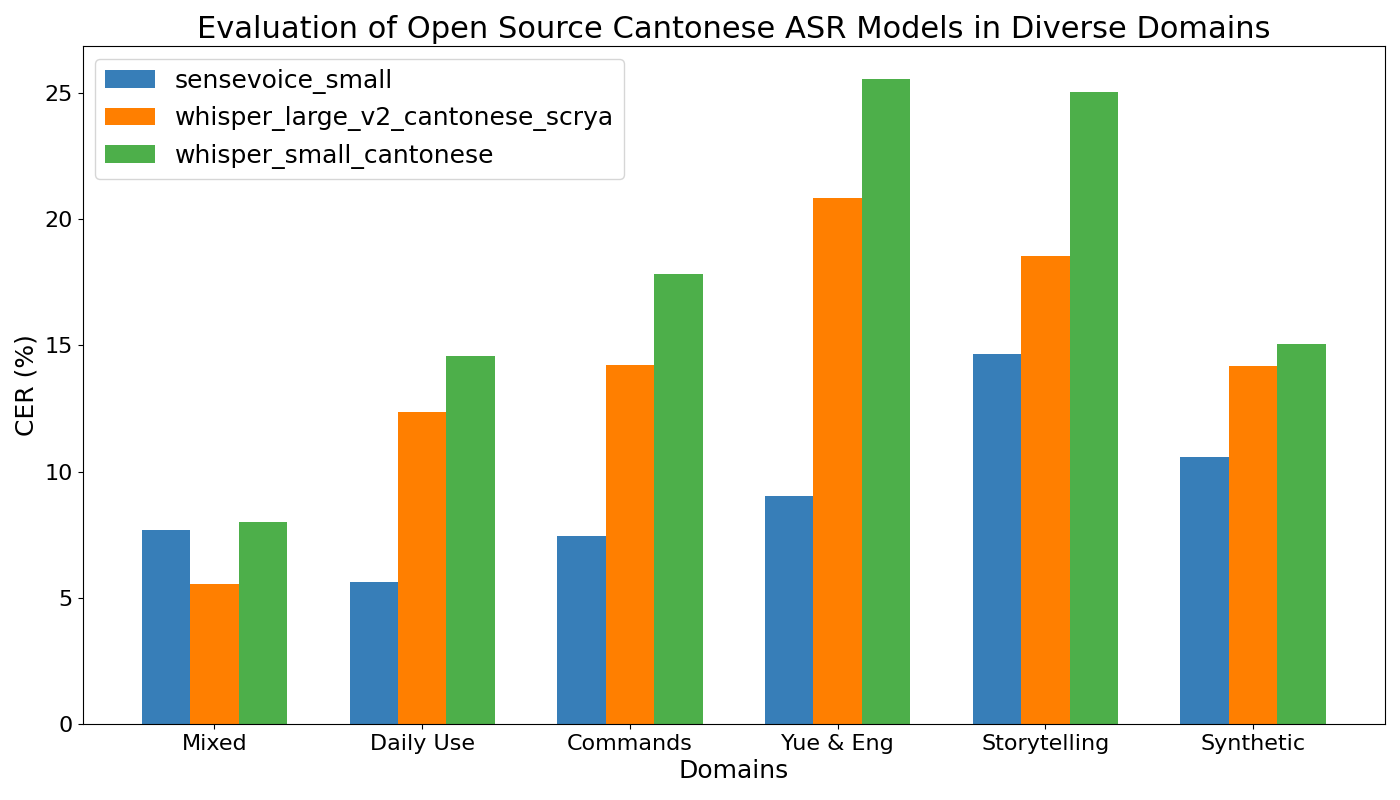 Evaluation of Open Source Cantonese ASR Models in Diverse Domains
sensevoice_small
whisper_large_v2_cantonese_scrya
whisper_small_cantonese
CER (%)
25
20
15
10
5
0
Mixed Daily Use Commands Yue & Eng Storytelling Synthetic
Domains